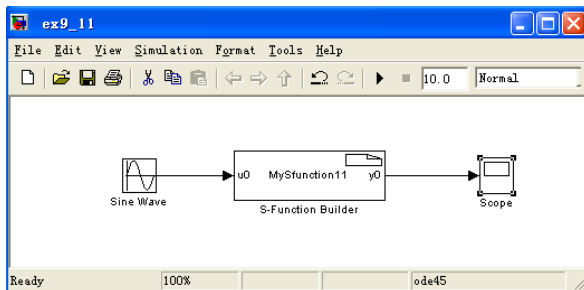 ex9_11
File Edit View Simulation Format Tools Help
10.0 Normal
u0 MySfunction11 y0
Sine Wave
S-Function Builder
Scope
Ready 100% ode45